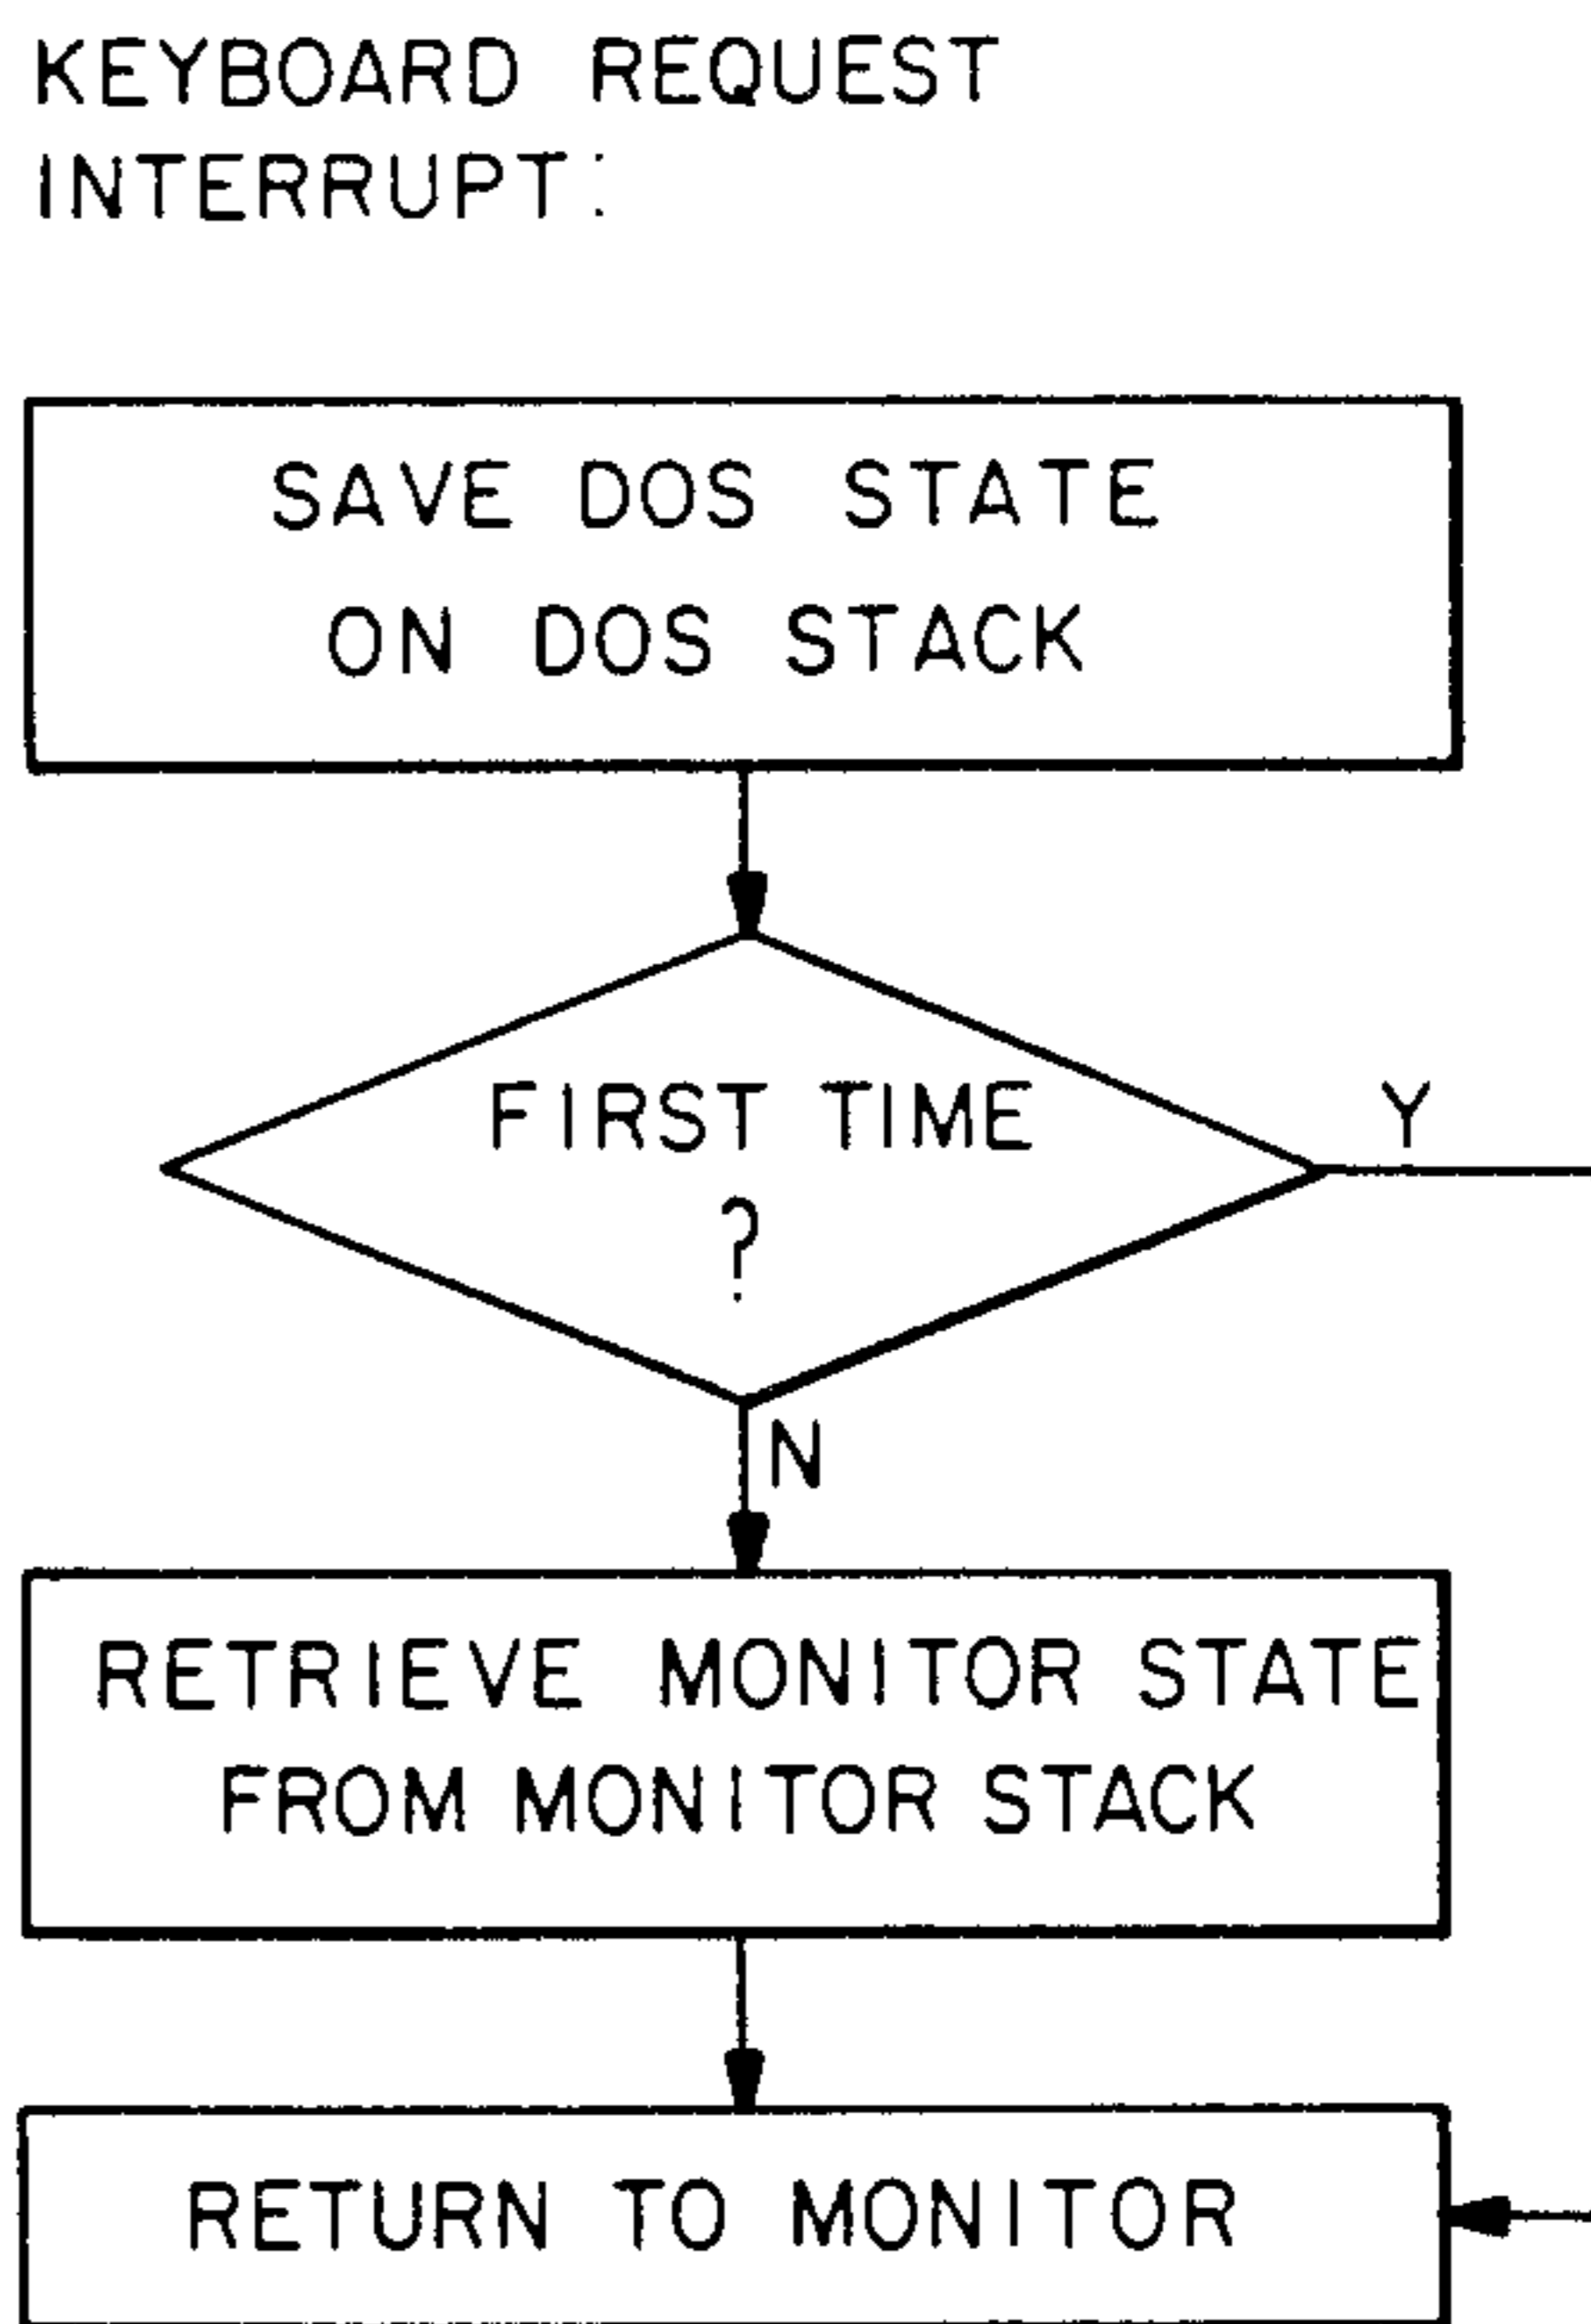 KEYBOARD REQUEST
INTERRUPT:
SAVE DOS STATE
ON DOS STACK
FIRST TIME
?
Y
N
RETRIEVE MONITOR STATE
FROM MONITOR STACK
RETURN TO MONITOR